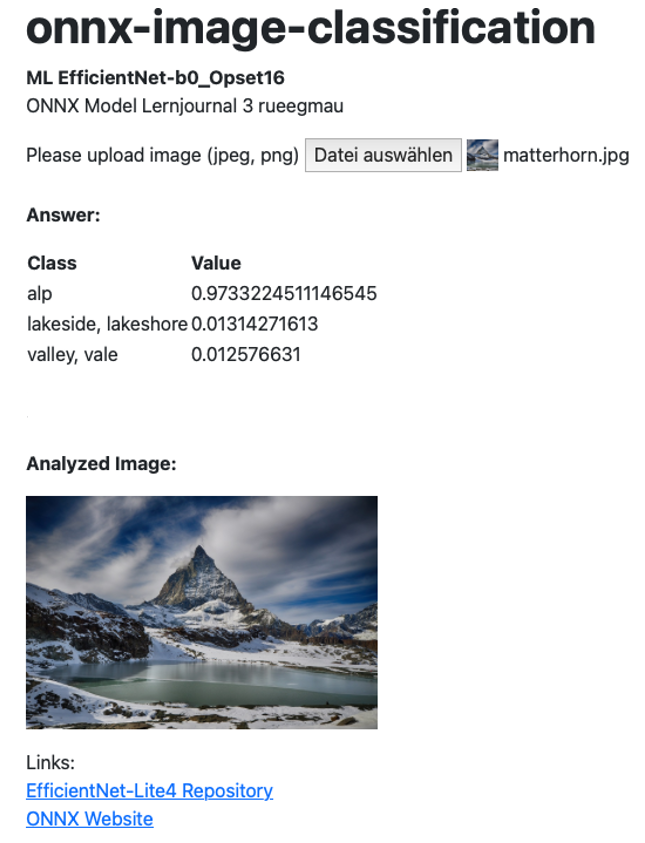 onnx-image-classification
ML EfficientNet-b0_Opset16
ONNX Model Lernjournal 3 rueegmau
Please upload image (jpeg, png) Datei auswählen matterhorn.jpg
Answer:
Class Value
alp 0.9733224511146545
lakeside, lakeshore 0.01314271613
valley, vale 0.012576631
Analyzed Image:
Links:
EfficientNet-Lite4 Repository
ONNX Website